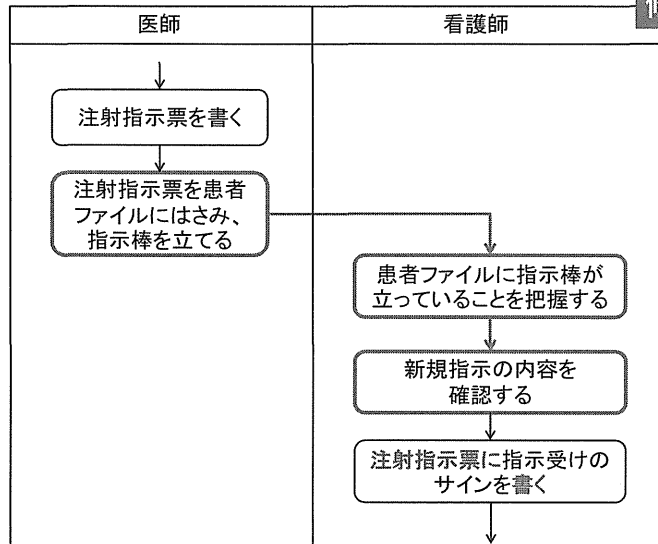 医師
看護師
注射指示票を書く
注射指示票を患者
ファイルにはさみ、
指示棒を立てる
患者ファイルに指示棒が
立っていることを把握する
新規指示の内容を
確認する
注射指示票に指示受けの
サインを書く